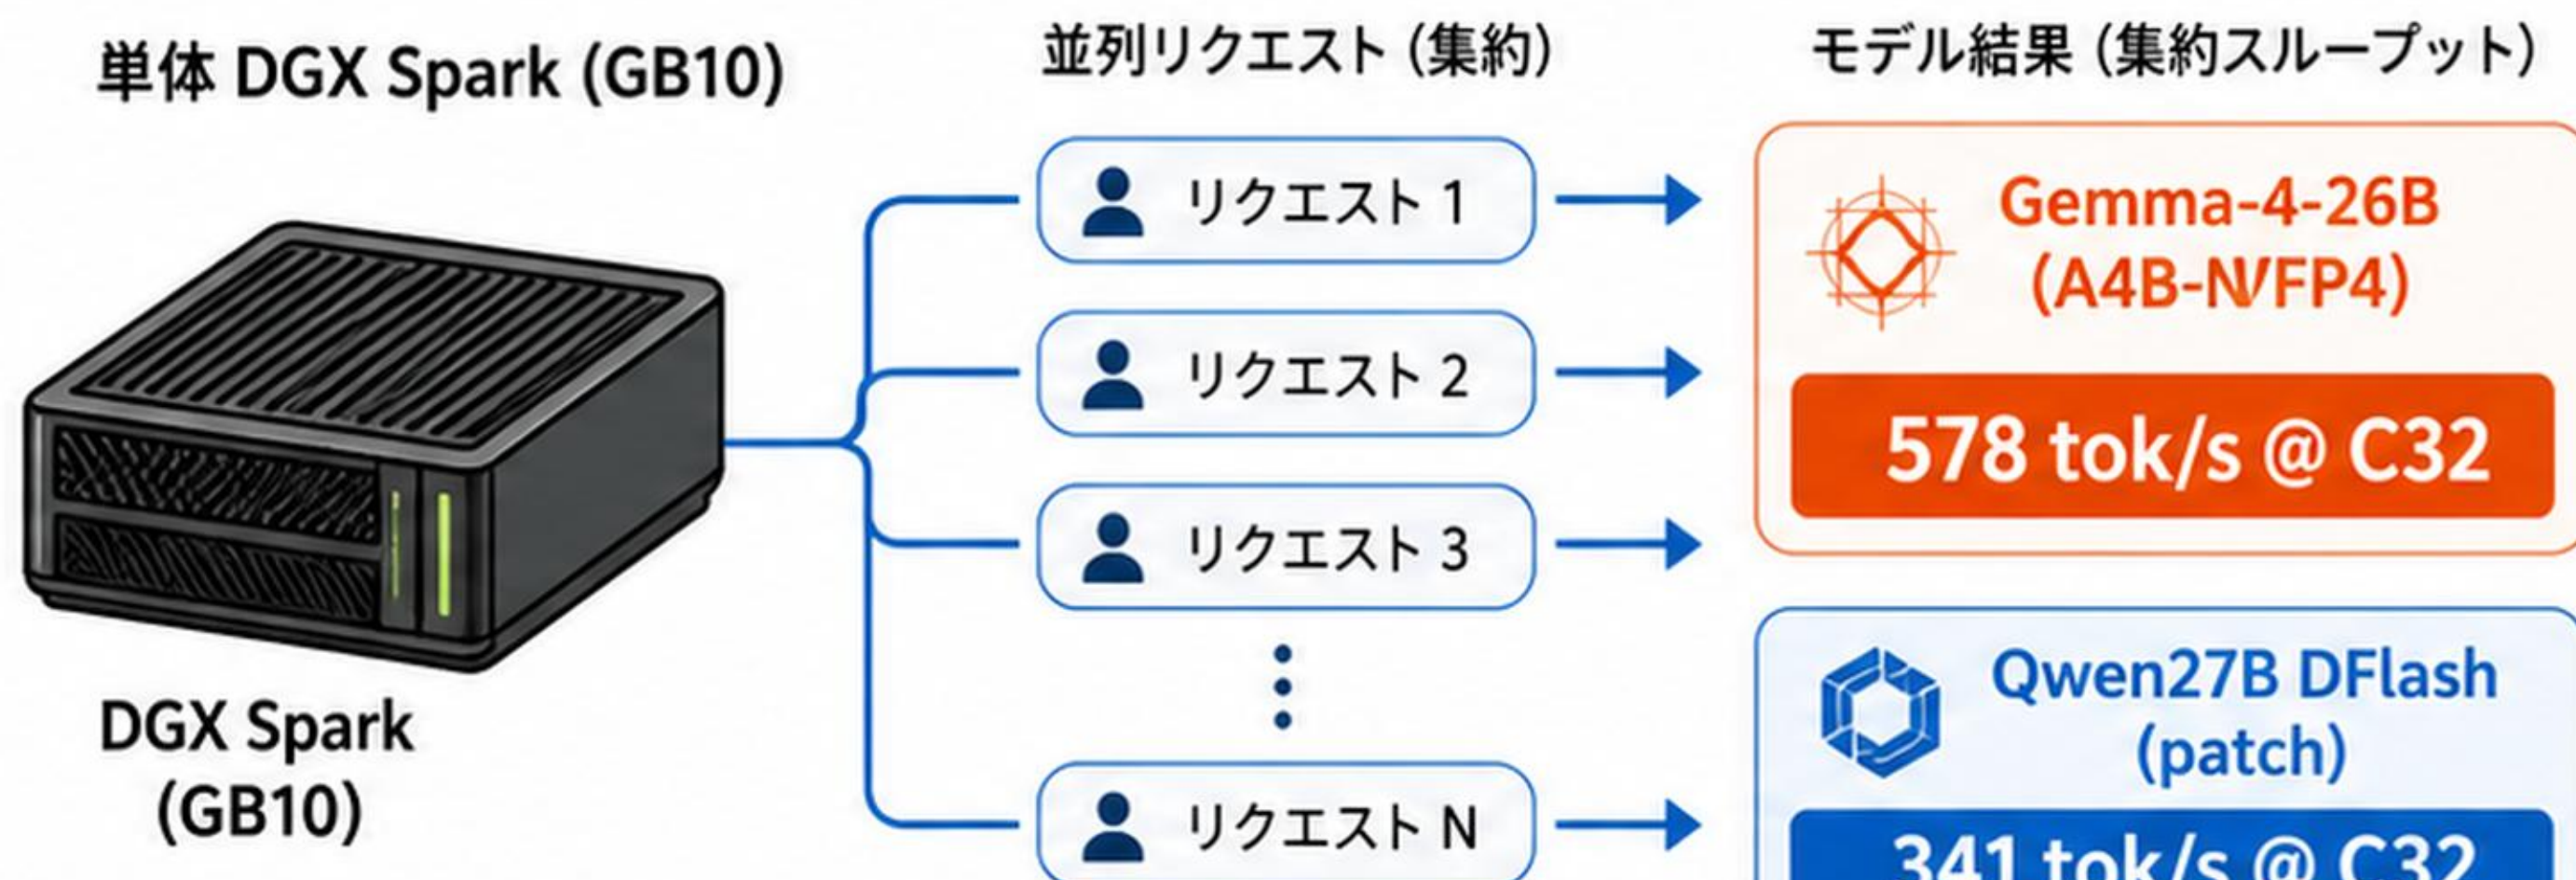 単体 DGX Spark (GB10)
DGX Spark
(GB10)
並列リクエスト (集約)
リクエスト 1
リクエスト 2
リクエスト 3
リクエスト N
モデル結果 (集約スループット)
Gemma-4-26B
(A4B-NVFP4)
578 tok/s @ C32
Qwen27B DFlash
(patch)
341 tok/s @ C32